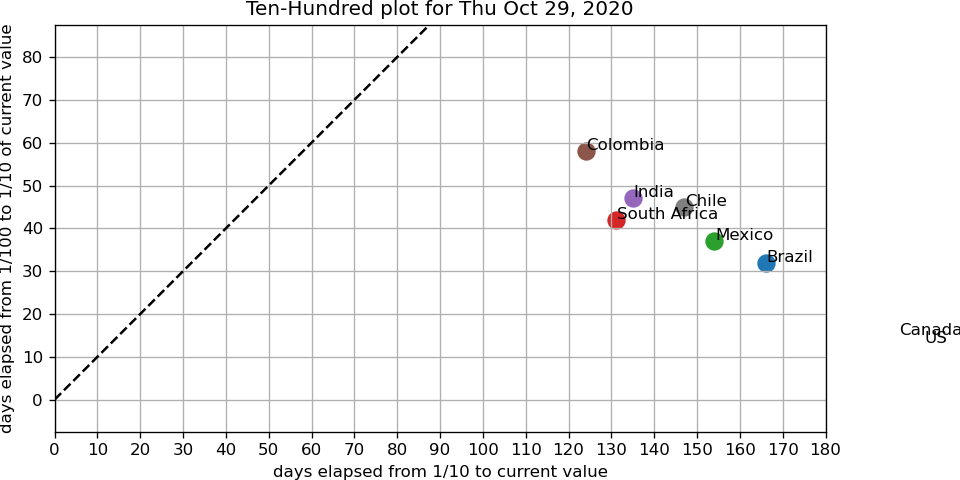 Ten-Hundred plot for Thu Oct 29, 2020
days elapsed from 1/100 to 1/10 of current value
80
70
60
50
40
30
20
10
0
Colombia
India
Chile
South Africa
Mexico
Brazil
Canada
US
0 10 20 30 40 50 60 70 80 90 100 110 120 130 140 150 160 170 180
days elapsed from 1/10 to current value